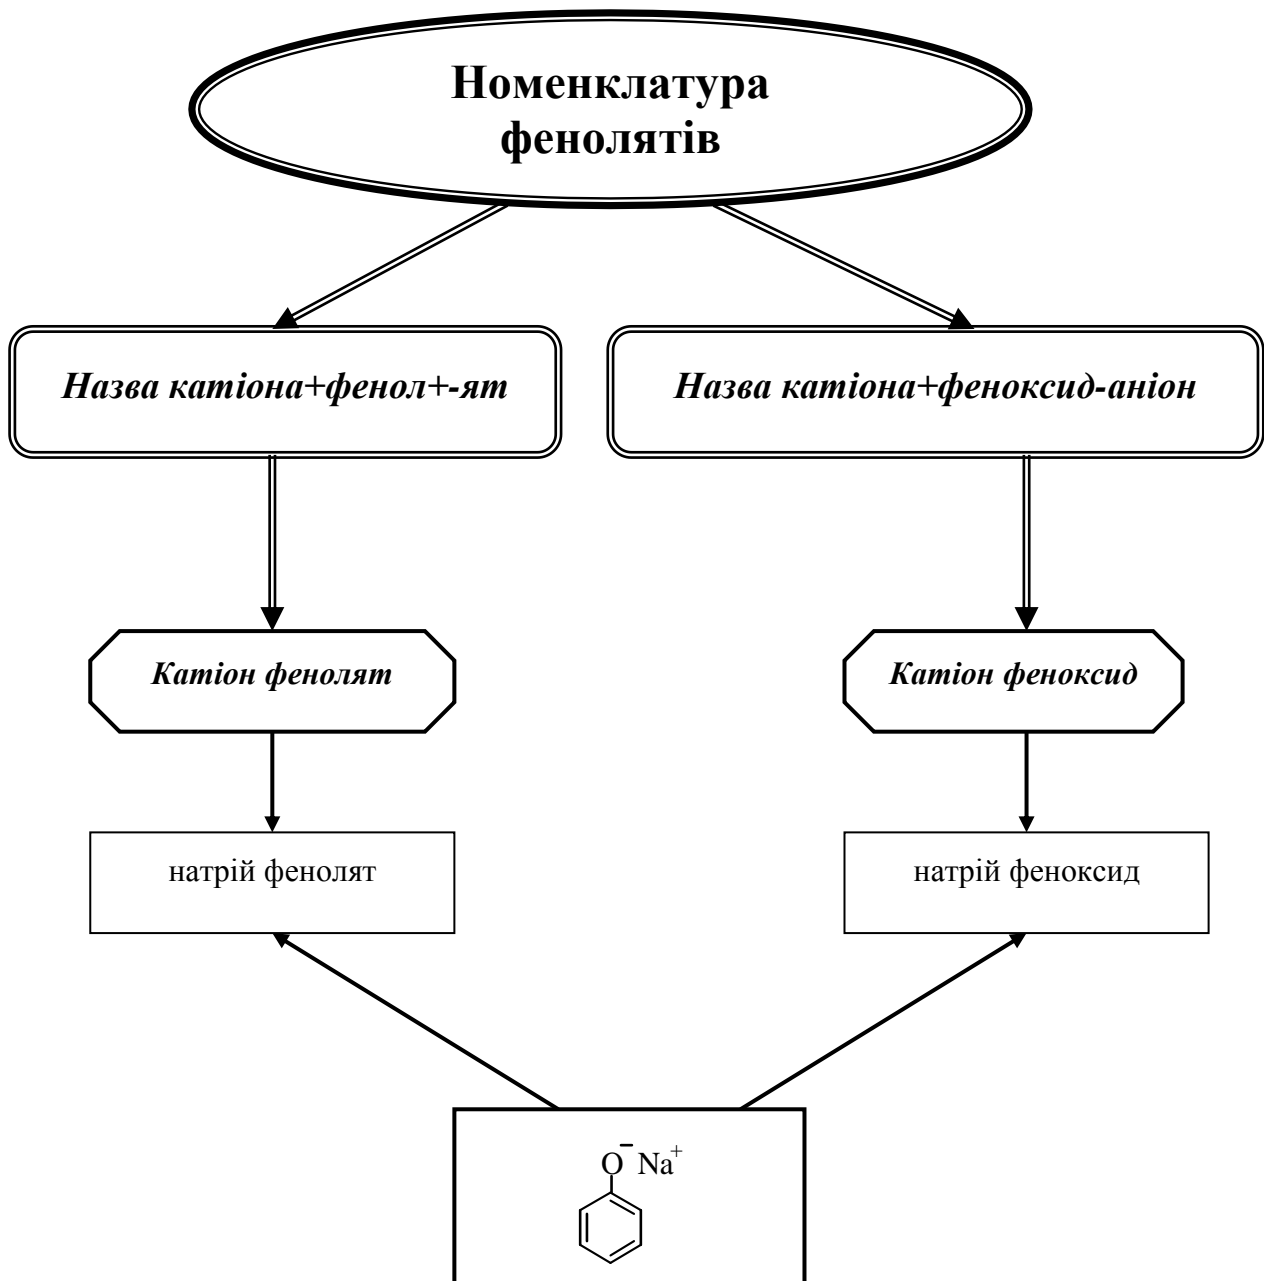 Номенклатура
фенолятів
Назва катіона+фенол+-ят
Назва катіона+феноксид-аніон
Катіон фенолят
Катіон феноксид
натрій фенолят
натрій феноксид
O⁻ Na⁺